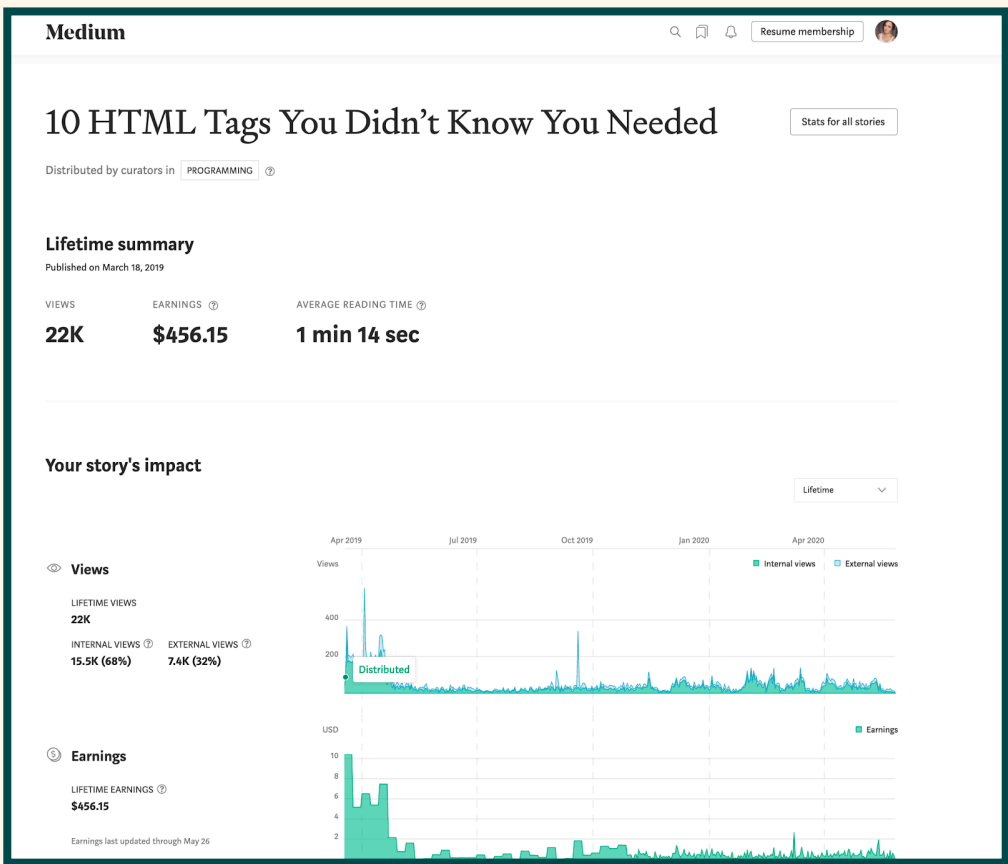 Medium
Resume membership
10 HTML Tags You Didn't Know You Needed
Stats for all stories
Distributed by curators in PROGRAMMING ?
Lifetime summary
Published on March 18, 2019
VIEWS EARNINGS ? AVERAGE READING TIME ?
22K $456.15 1 min 14 sec
Your story's impact
Lifetime
Apr 2019 Jul 2019 Oct 2019 Jan 2020 Apr 2020
Views Internal views External views
Views
LIFETIME VIEWS
22K
INTERNAL VIEWS ? EXTERNAL VIEWS ?
15.5K (68%) 7.4K (32%)
400
200
Distributed
USD Earnings
$ Earnings
LIFETIME EARNINGS ?
$456.15
Earnings last updated through May 26
10
8
6
4
2